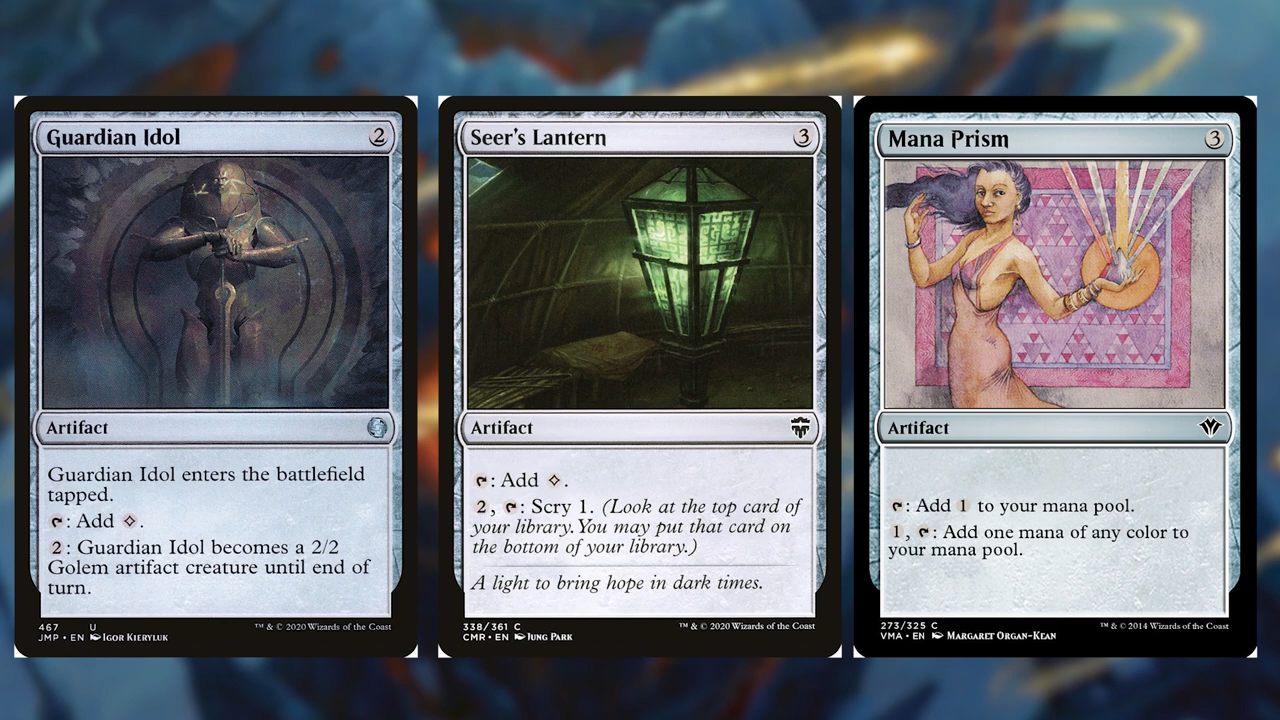 Guardian Idol 2
Artifact
Guardian Idol enters the battlefield
tapped.
: Add .
2: Guardian Idol becomes a 2/2
Golem artifact creature until end of
turn.
467 U
JMP • EN Igor Kieryluk
™ & © 2020 Wizards of the Coast
Seer's Lantern 3
Artifact
: Add .
2, : Scry 1. (Look at the top card of
your library. You may put that card on
the bottom of your library.)
A light to bring hope in dark times.
338/361 C
CMR • EN Jung Park
™ & © 2020 Wizards of the Coast
Mana Prism 3
Artifact
: Add 1 to your mana pool.
1, : Add one mana of any color to
your mana pool.
273/325 C
VMA • EN Margaret Organ-Kean
™ & © 2014 Wizards of the Coast